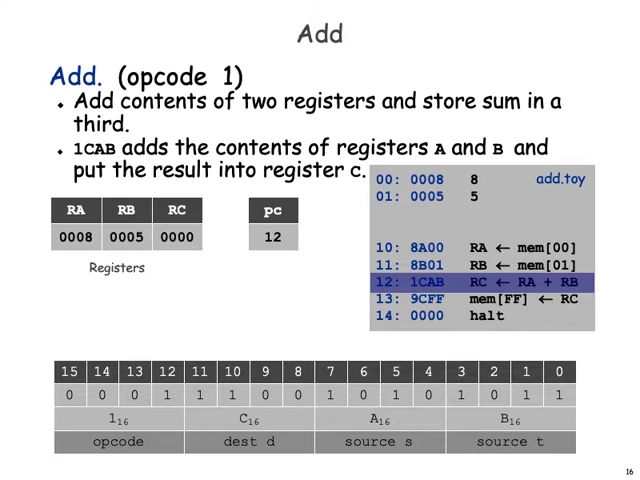 Add
Add. (opcode 1)
Add contents of two registers and store sum in a
third.
1CAB adds the contents of registers A and B and
put the result into register C.
00: 0008 8 add.toy
01: 0005 5
10: 8A00 RA ← mem[00]
11: 8B01 RB ← mem[01]
12: 1CAB RC ← RA + RB
13: 9CFF mem[FF] ← RC
14: 0000 halt
RA RB RC pc
0008 0005 0000 12
Registers
15 14 13 12 11 10 9 8 7 6 5 4 3 2 1 0
0 0 0 1 1 1 0 0 1 0 1 0 1 0 1 1
1₁₆ C₁₆ A₁₆ B₁₆
opcode dest d source s source t
16